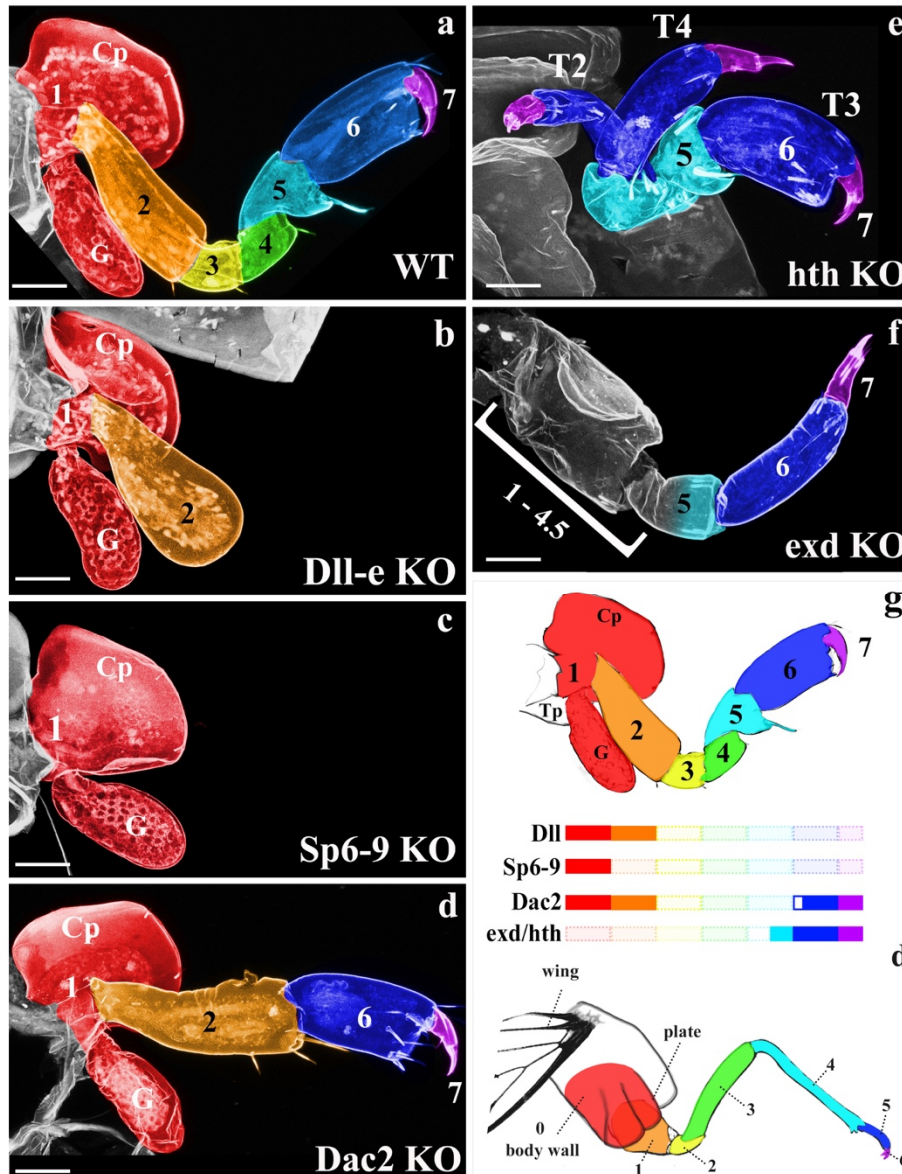 a
Cp
1
2
3
4
5
6
7
G
WT
b
Cp
1
2
G
Dll-e KO
c
Cp
1
G
Sp6-9 KO
d
Cp
1
2
6
7
G
Dac2 KO
e
T4
T2
T3
5
6
7
hth KO
f
7
6
5
1 - 4.5
exd KO
g
Cp
7
6
1
Tp
5
2
4
G
3
Dll
Sp6-9
Dac2
exd/hth
d
wing
plate
4
3
5
0
body wall
1
2